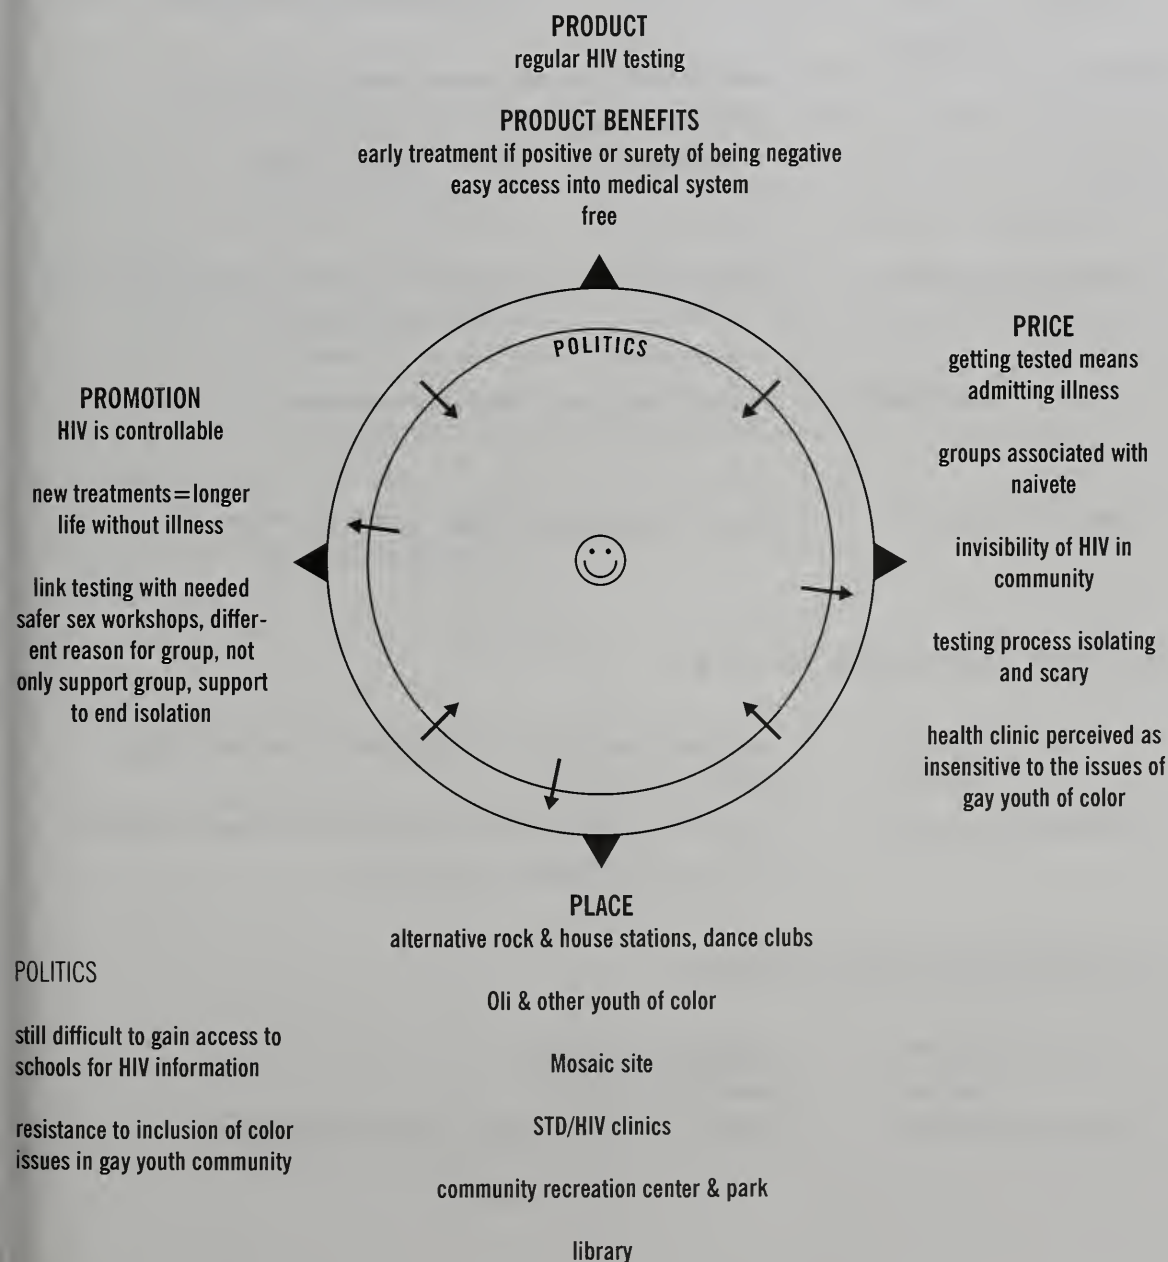 PRODUCT
regular HIV testing
PRODUCT BENEFITS
early treatment if positive or surety of being negative
easy access into medical system
free
POLITICS
PROMOTION
HIV is controllable
new treatments=longer
life without illness
link testing with needed
safer sex workshops, differ-
ent reason for group, not
only support group, support
to end isolation
PRICE
getting tested means
admitting illness
groups associated with
naivete
invisibility of HIV in
community
testing process isolating
and scary
health clinic perceived as
insensitive to the issues of
gay youth of color
PLACE
alternative rock & house stations, dance clubs
Oli & other youth of color
Mosaic site
STD/HIV clinics
community recreation center & park
library
POLITICS
still difficult to gain access to
schools for HIV information
resistance to inclusion of color
issues in gay youth community